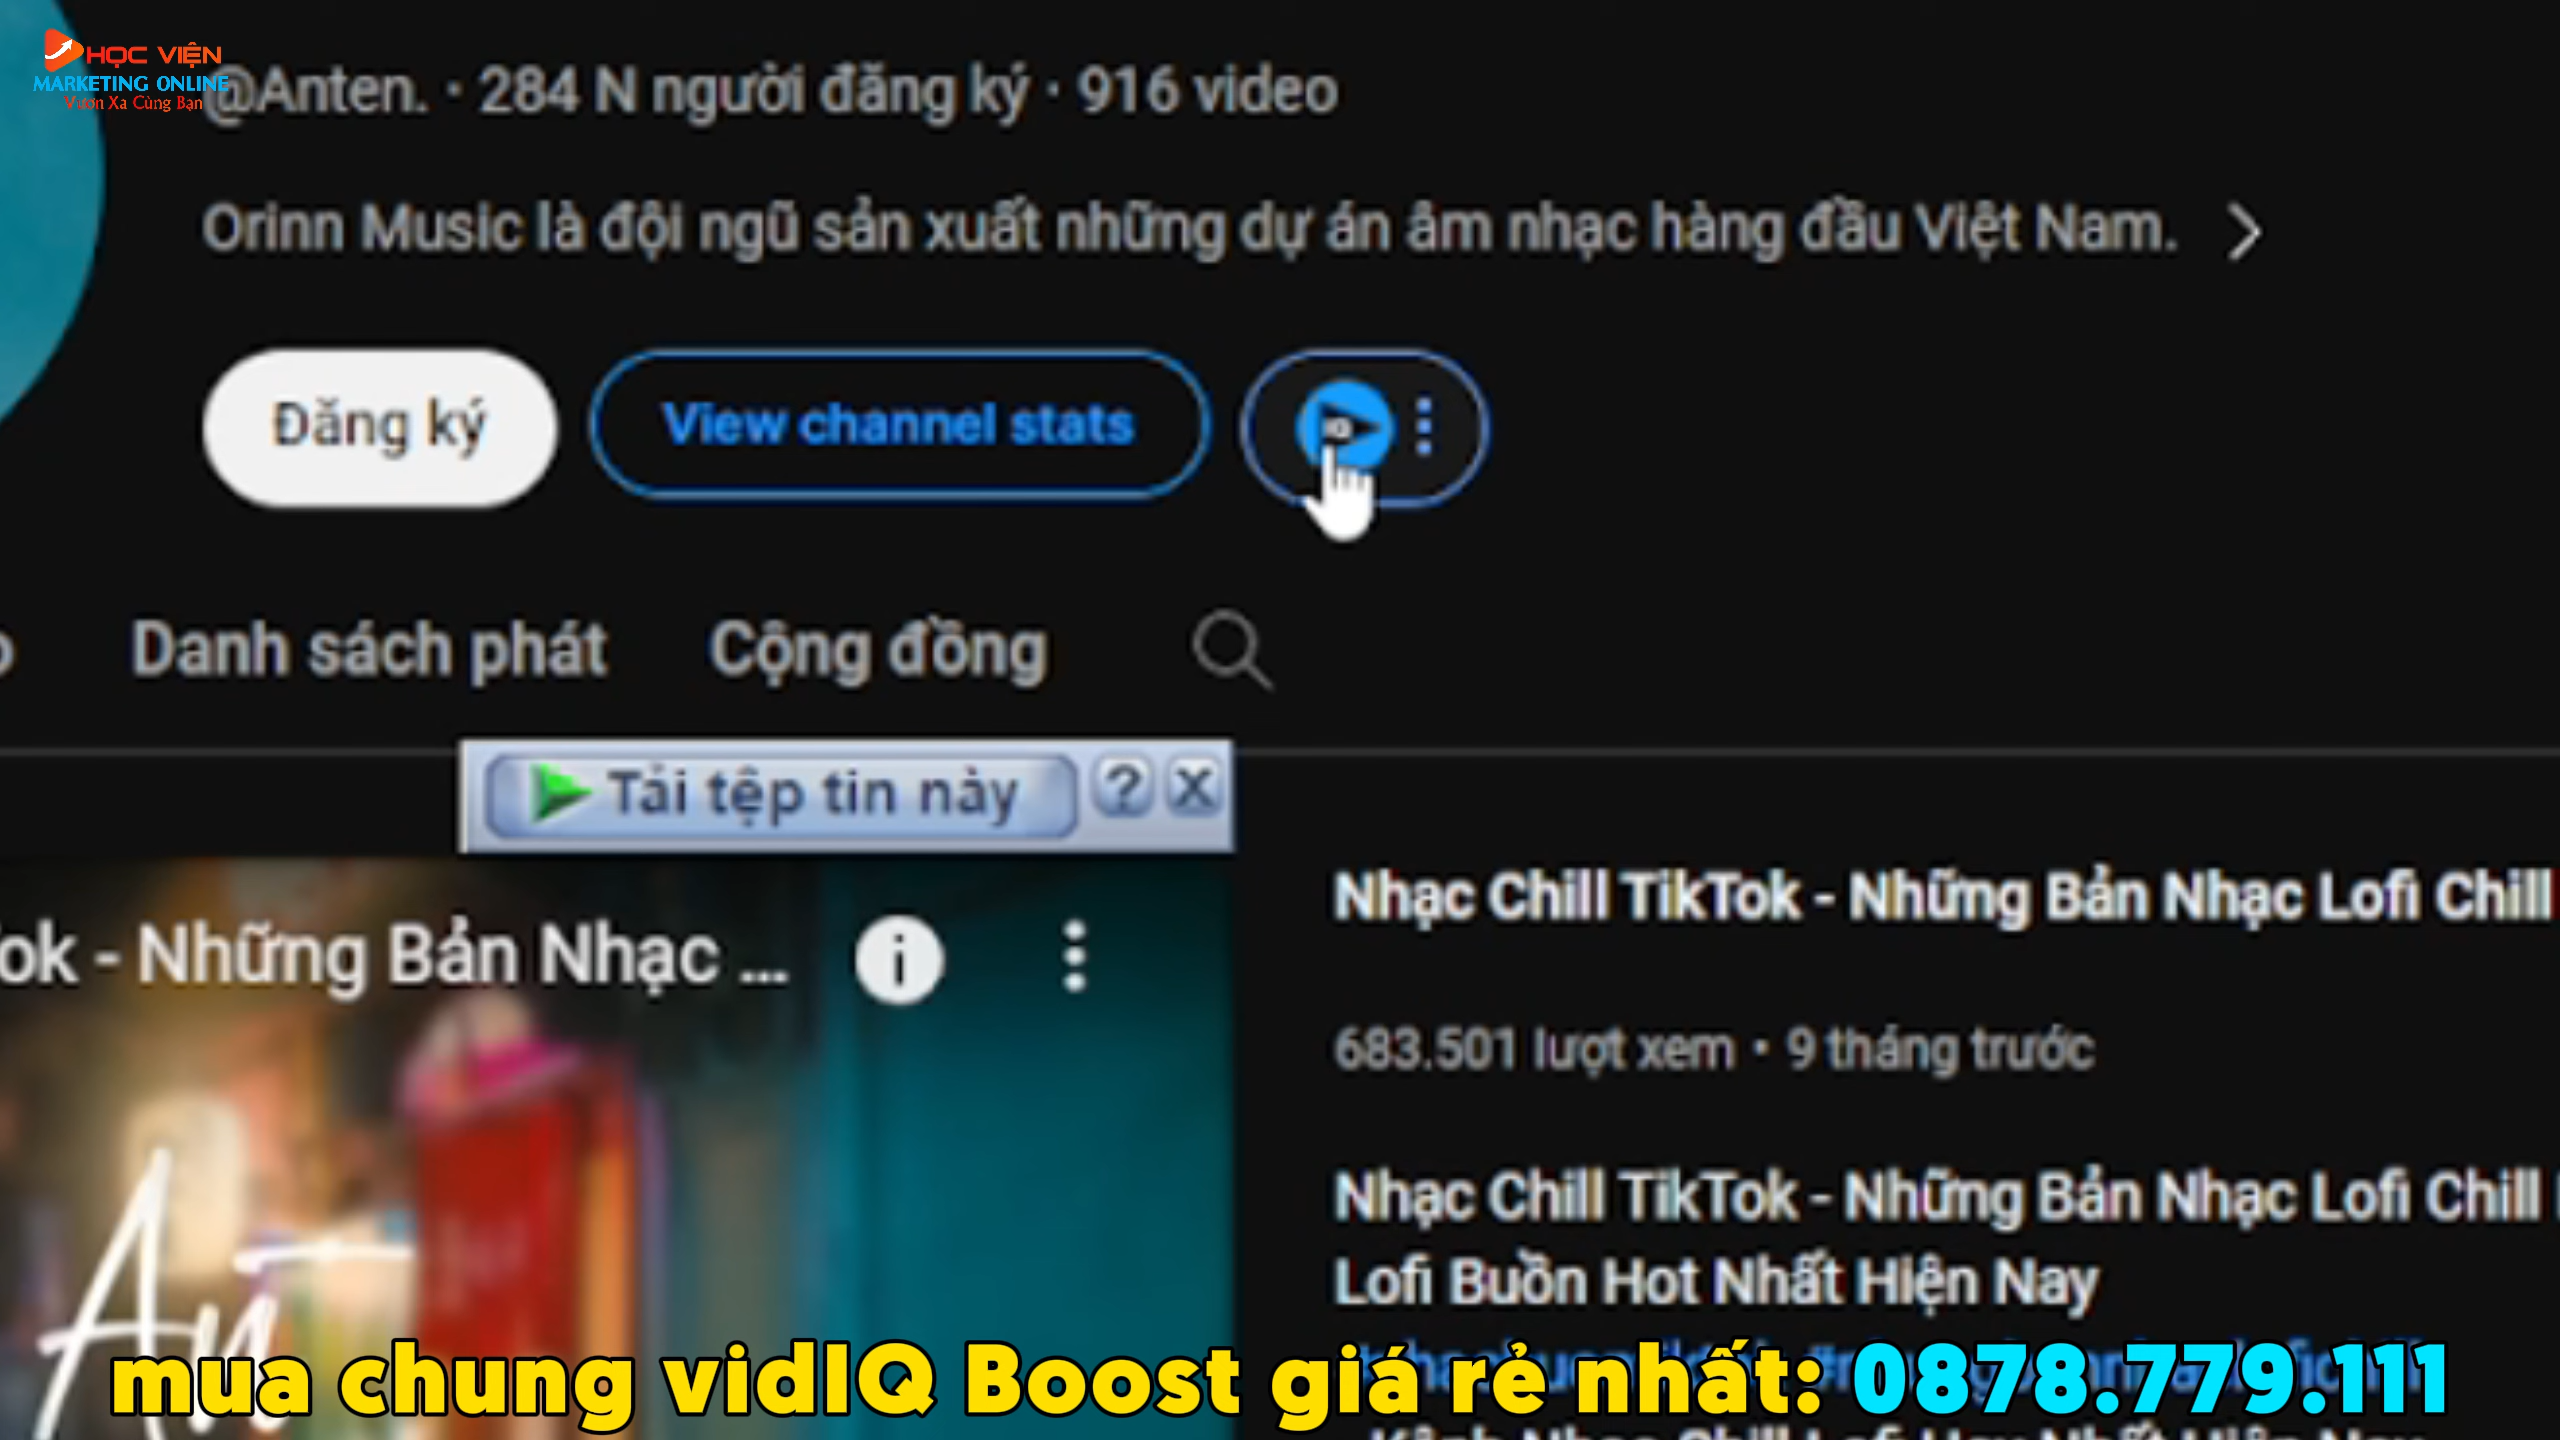 HỌC VIỆN
MARKETING ONLINE
Vươn Xa Cùng Bạn
@Anten. · 284 N người đăng ký · 916 video
Orinn Music là đội ngũ sản xuất những dự án âm nhạc hàng đầu Việt Nam.
Đăng ký
View channel stats
IQ
Danh sách phát
Cộng đồng
Tải tệp tin này
? X
ok - Những Bản Nhạc ...
i
Nhạc Chill TikTok - Những Bản Nhạc Lofi Chill
683.501 lượt xem · 9 tháng trước
Nhạc Chill TikTok - Những Bản Nhạc Lofi Chill
Lofi Buồn Hot Nhất Hiện Nay
An
mua chung vidIQ Boost giá rẻ nhất: 0878.779.111